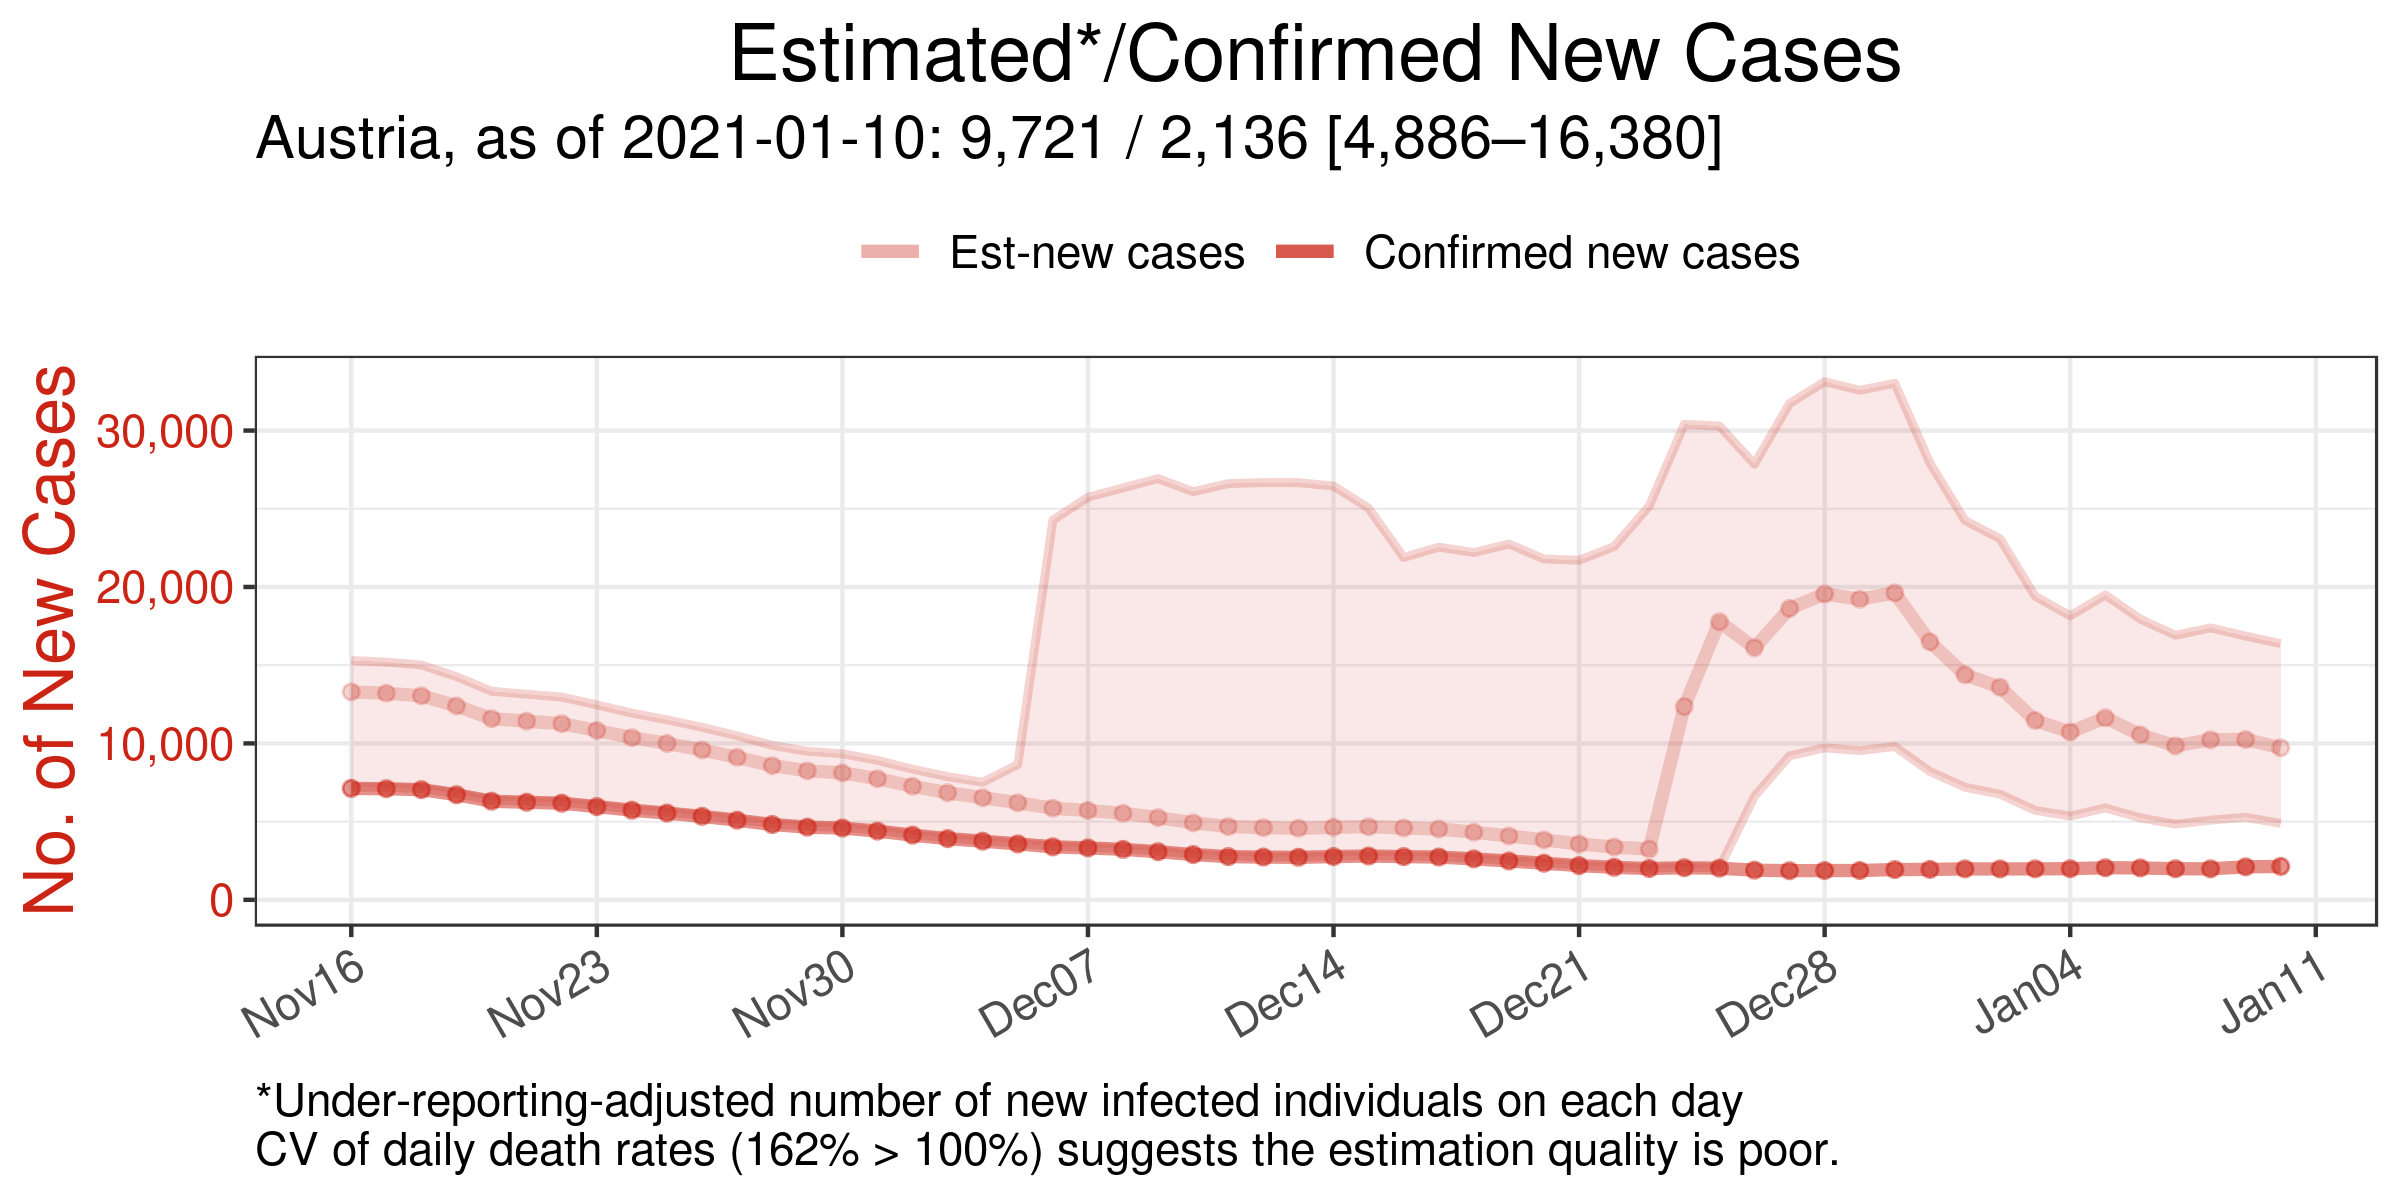 Estimated*/Confirmed New Cases
Austria, as of 2021-01-10: 9,721 / 2,136 [4,886–16,380]
Est-new cases
Confirmed new cases
No. of New Cases
30,000
20,000
10,000
0
Nov16
Nov23
Nov30
Dec07
Dec14
Dec21
Dec28
Jan04
Jan11
*Under-reporting-adjusted number of new infected individuals on each day
CV of daily death rates (162% > 100%) suggests the estimation quality is poor.